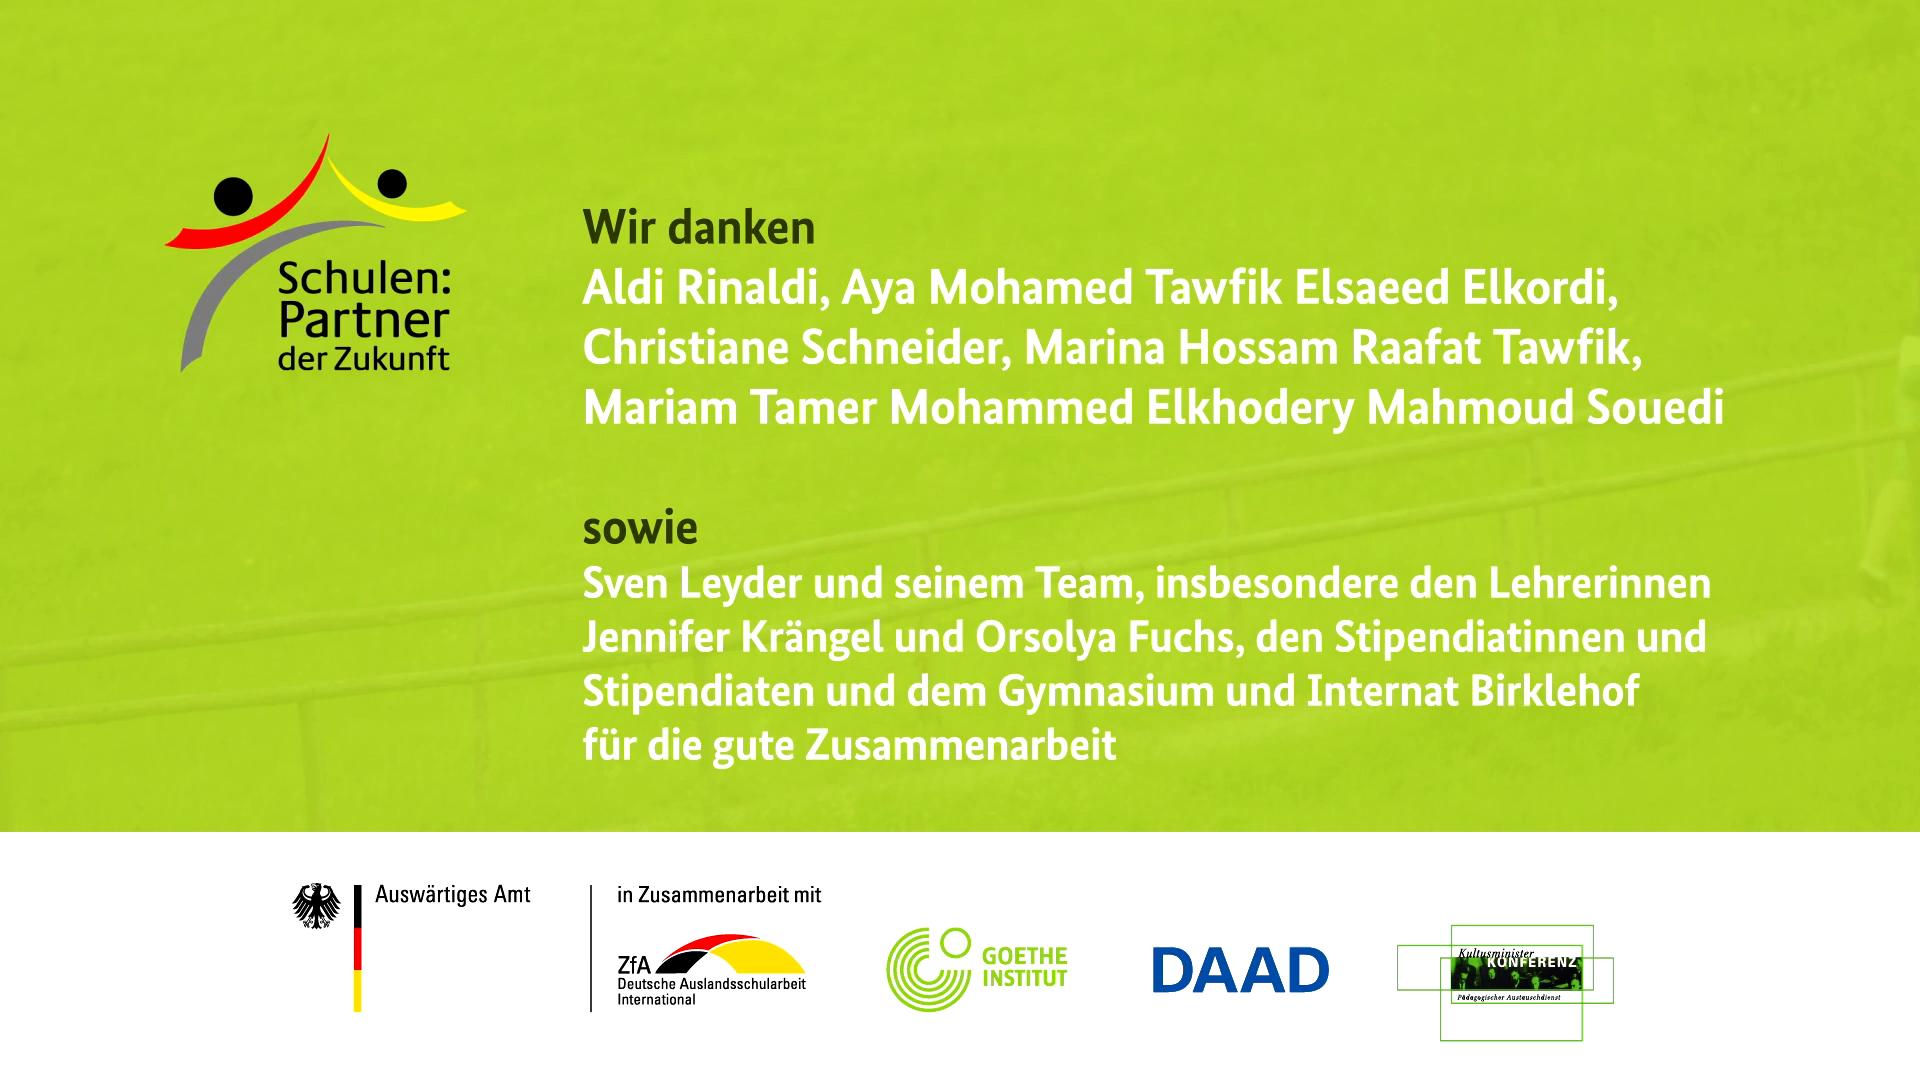 Schulen:
Partner
der Zukunft
Wir danken
Aldi Rinaldi, Aya Mohamed Tawfik Elsaeed Elkordi,
Christiane Schneider, Marina Hossam Raafat Tawfik,
Mariam Tamer Mohammed Elkhodery Mahmoud Souedi
sowie
Sven Leyder und seinem Team, insbesondere den Lehrerinnen
Jennifer Krängel und Orsolya Fuchs, den Stipendiatinnen und
Stipendiaten und dem Gymnasium und Internat Birklehof
für die gute Zusammenarbeit
Auswärtiges Amt
in Zusammenarbeit mit
ZfA
Deutsche Auslandsschularbeit
International
GOETHE
INSTITUT
DAAD
Kultusminister
KONFERENZ
Pädagogischer Austauschdienst